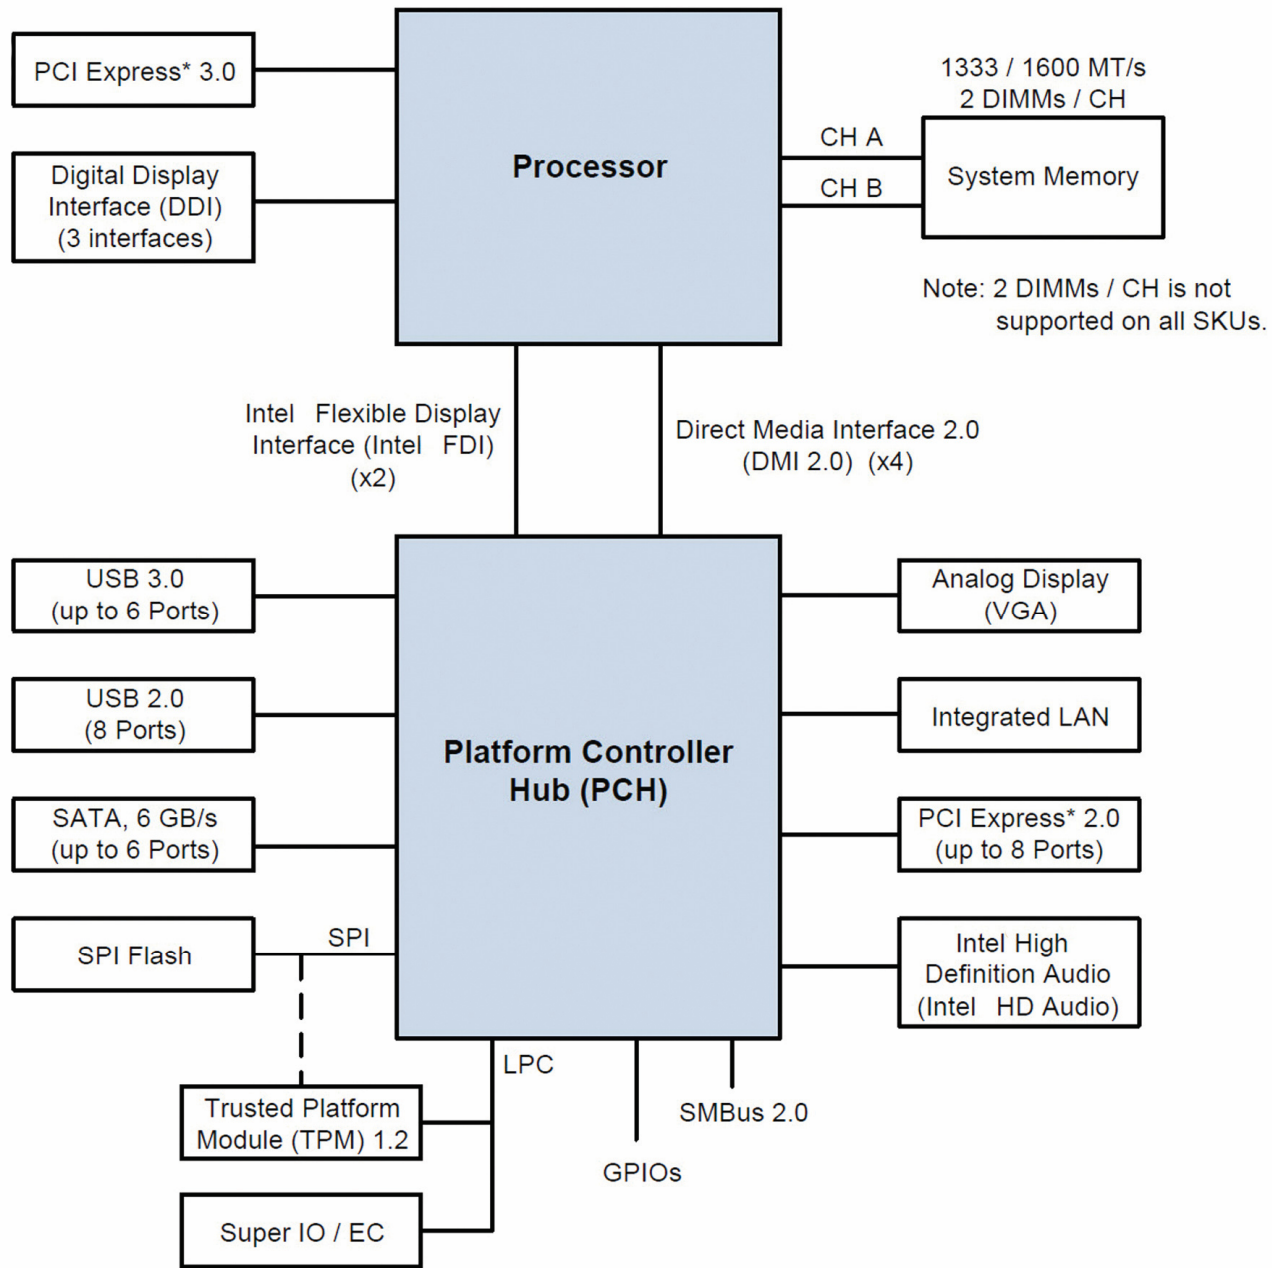 PCI Express* 3.0
Digital Display
Interface (DDI)
(3 interfaces)
Processor
CH A
CH B
1333 / 1600 MT/s
2 DIMMs / CH
System Memory
Note: 2 DIMMs / CH is not
supported on all SKUs.
Intel Flexible Display
Interface (Intel FDI)
(x2)
Direct Media Interface 2.0
(DMI 2.0) (x4)
USB 3.0
(up to 6 Ports)
USB 2.0
(8 Ports)
SATA, 6 GB/s
(up to 6 Ports)
SPI Flash
SPI
Platform Controller
Hub (PCH)
Analog Display
(VGA)
Integrated LAN
PCI Express* 2.0
(up to 8 Ports)
Intel High
Definition Audio
(Intel HD Audio)
LPC
Trusted Platform
Module (TPM) 1.2
Super IO / EC
GPIOs
SMBus 2.0